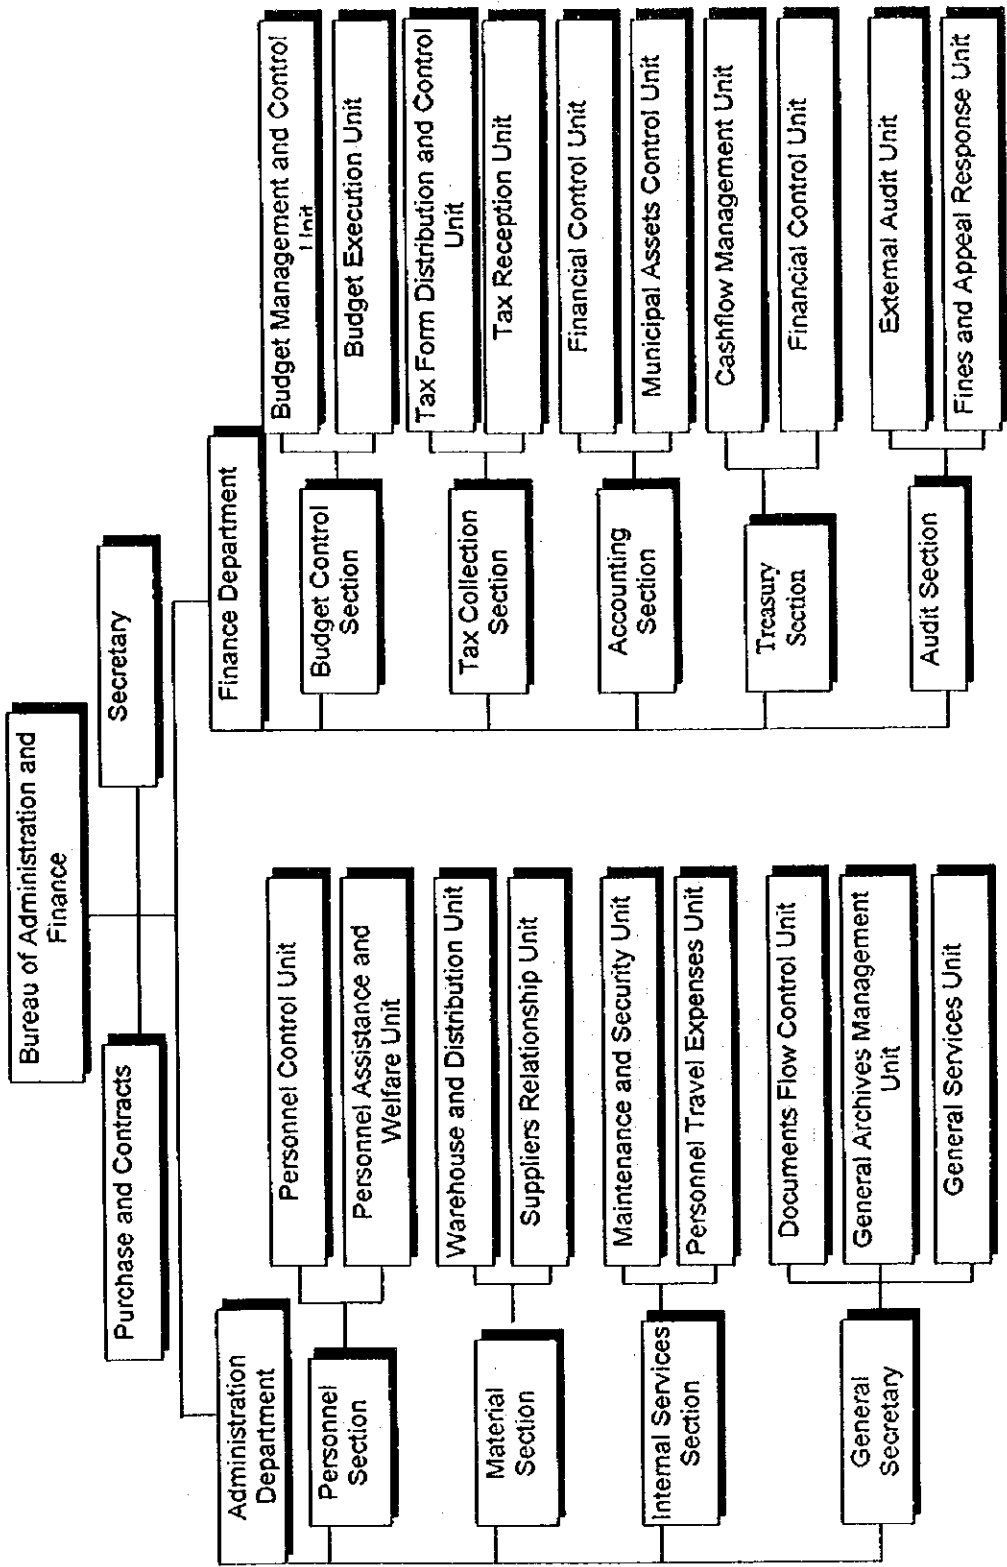 Bureau of Administration and
Finance
Purchase and Contracts
Secretary
Administration
Department
Personnel
Section
Personnel Control Unit
Personnel Assistance and
Welfare Unit
Material
Section
Warehouse and Distribution Unit
Suppliers Relationship Unit
Internal Services
Section
Maintenance and Security Unit
Personnel Travel Expenses Unit
General
Secretary
Documents Flow Control Unit
General Archives Management
Unit
General Services Unit
Finance Department
Budget Control
Section
Budget Management and Control
Unit
Budget Execution Unit
Tax Collection
Section
Tax Form Distribution and Control
Unit
Tax Reception Unit
Accounting
Section
Financial Control Unit
Municipal Assets Control Unit
Treasury
Section
Cashflow Management Unit
Financial Control Unit
Audit Section
External Audit Unit
Fines and Appeal Response Unit